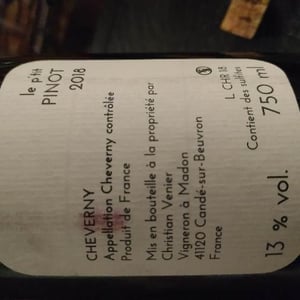 le p'tit
PINOT
2018
CHEVERNY
Appellation Cheverny contrôlée
Produit de France
Mis en bouteille à la propriété par
Christian Venier
Vigneron à Madon
41120 Candé-sur-Beuvron
France
L CHR 18
Contient des sulfites
750 ml
13 % vol.